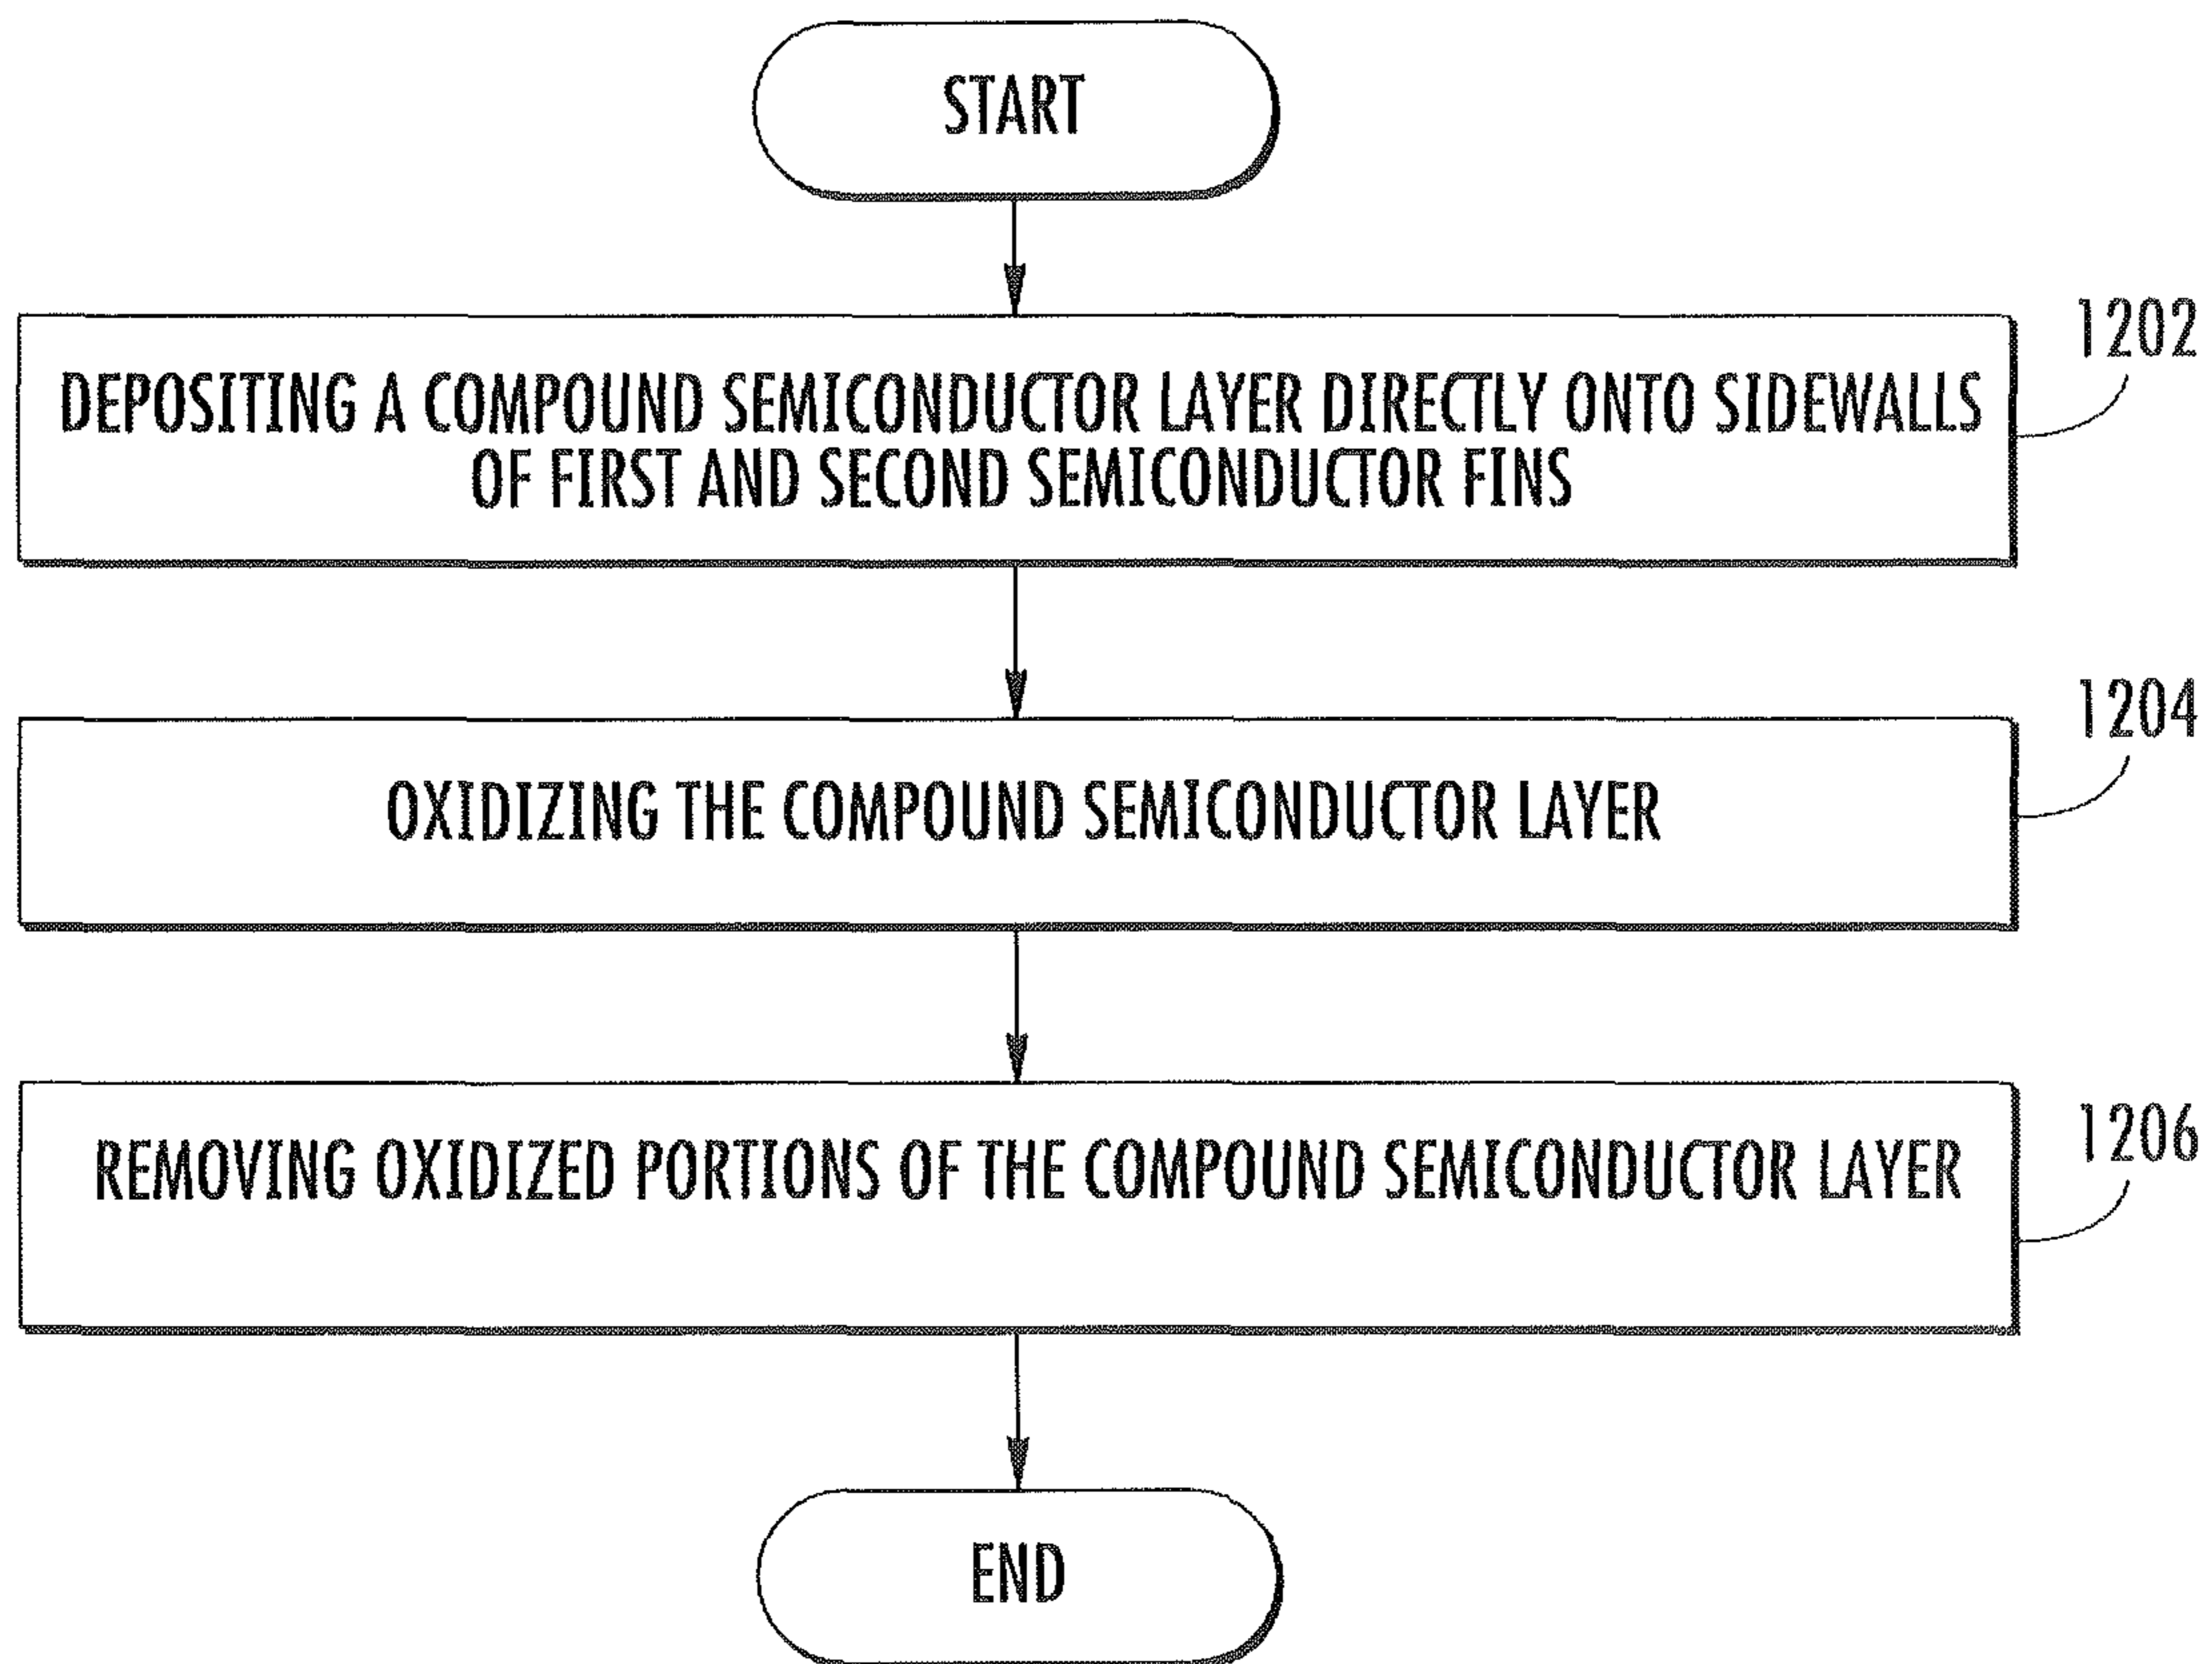 START
1202
DEPOSITING A COMPOUND SEMICONDUCTOR LAYER DIRECTLY ONTO SIDEWALLS
OF FIRST AND SECOND SEMICONDUCTOR FINS
1204
OXIDIZING THE COMPOUND SEMICONDUCTOR LAYER
1206
REMOVING OXIDIZED PORTIONS OF THE COMPOUND SEMICONDUCTOR LAYER
END